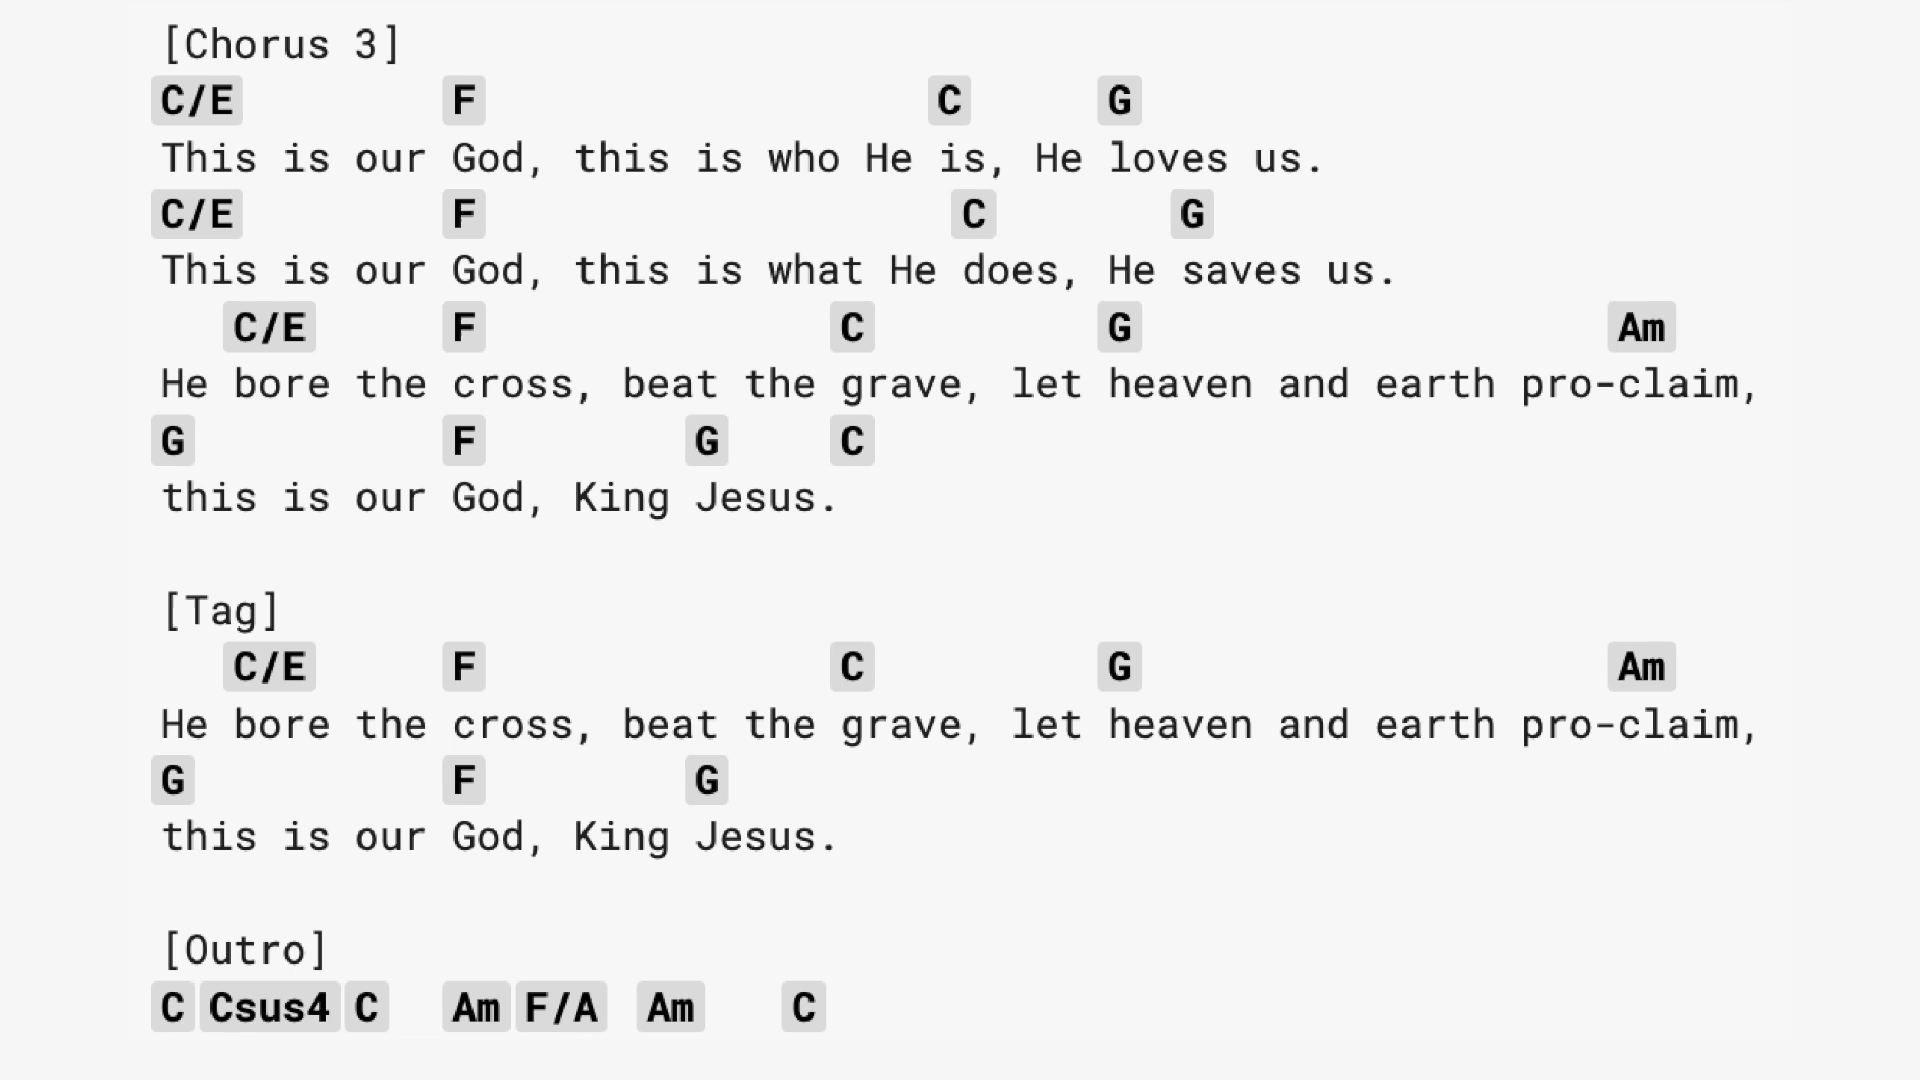 [Chorus 3]
C/E F C G
This is our God, this is who He is, He loves us.
C/E F C G
This is our God, this is what He does, He saves us.
C/E F C G Am
He bore the cross, beat the grave, let heaven and earth pro-claim,
G F G C
this is our God, King Jesus.
[Tag]
C/E F C G Am
He bore the cross, beat the grave, let heaven and earth pro-claim,
G F G
this is our God, King Jesus.
[Outro]
C Csus4 C Am F/A Am C